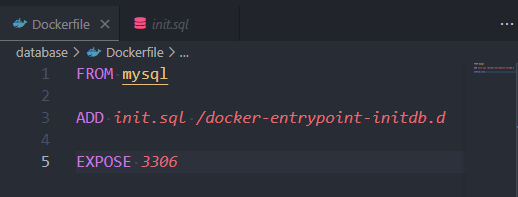 Dockerfile × init.sql ...
database > Dockerfile > ...
1 FROM mysql
2
3 ADD init.sql /docker-entrypoint-initdb.d
4
5 EXPOSE 3306